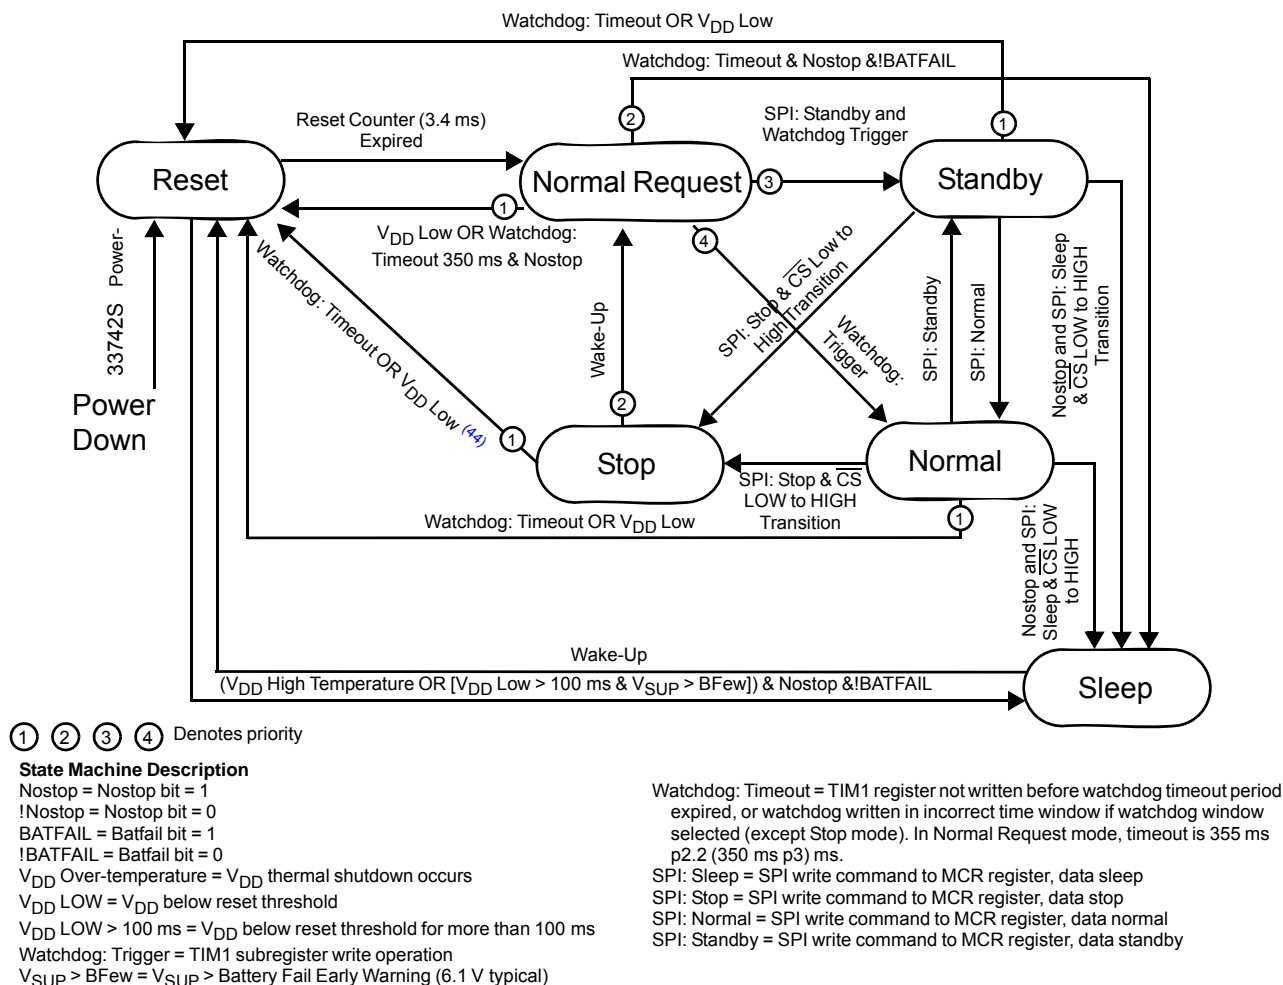 Watchdog: Timeout OR VDD Low
Watchdog: Timeout & Nostop &!BATFAIL
Reset Counter (3.4 ms)
Expired
2
SPI: Standby and
Watchdog Trigger
1
Reset
Normal Request
3
Standby
1
VDD Low OR Watchdog:
Timeout 350 ms & Nostop
4
33742S Power-
Power
Down
Watchdog: Timeout OR VDD Low (44)
Wake-Up
SPI: Stop & CS Low to
High Transition
Watchdog:
Trigger
SPI: Standby
SPI: Normal
Nostop and SPI: Sleep
& CS LOW to HIGH
Transition
2
1
Stop
Normal
SPI: Stop & CS
LOW to HIGH
Transition
Watchdog: Timeout OR VDD Low
1
Nostop and SPI:
Sleep & CS LOW
to HIGH
Wake-Up
(VDD High Temperature OR [VDD Low > 100 ms & VSUP > BFew]) & Nostop &!BATFAIL
Sleep
1 2 3 4 Denotes priority
State Machine Description
Nostop = Nostop bit = 1
!Nostop = Nostop bit = 0
BATFAIL = Batfail bit = 1
!BATFAIL = Batfail bit = 0
VDD Over-temperature = VDD thermal shutdown occurs
VDD LOW = VDD below reset threshold
VDD LOW > 100 ms = VDD below reset threshold for more than 100 ms
Watchdog: Trigger = TIM1 subregister write operation
VSUP > BFew = VSUP > Battery Fail Early Warning (6.1 V typical)
Watchdog: Timeout = TIM1 register not written before watchdog timeout period
expired, or watchdog written in incorrect time window if watchdog window
selected (except Stop mode). In Normal Request mode, timeout is 355 ms
p2.2 (350 ms p3) ms.
SPI: Sleep = SPI write command to MCR register, data sleep
SPI: Stop = SPI write command to MCR register, data stop
SPI: Normal = SPI write command to MCR register, data normal
SPI: Standby = SPI write command to MCR register, data standby